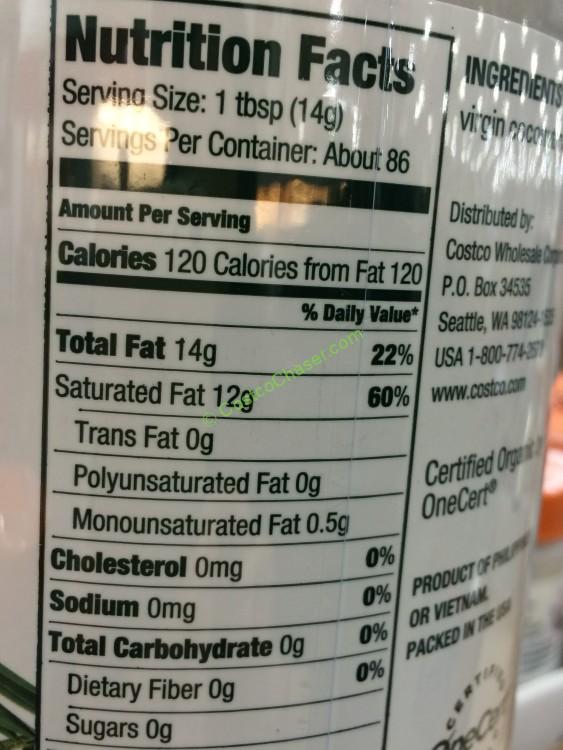 Nutrition Facts
Serving Size: 1 tbsp (14g)
Servings Per Container: About 86
Amount Per Serving
Calories 120 Calories from Fat 120
% Daily Value*
Total Fat 14g 22%
Saturated Fat 12g 60%
Trans Fat 0g
Polyunsaturated Fat 0g
Monounsaturated Fat 0.5g
Cholesterol 0mg 0%
Sodium 0mg 0%
Total Carbohydrate 0g 0%
Dietary Fiber 0g 0%
Sugars 0g
INGREDIENTS
virgin
Distributed by:
Costco Wholesale
P.O. Box 34535
Seattle, WA
USA
www.costco.com
Certified
OneCert®
PRODUCT OF
OR VIETNAM.
PACKED IN THE USA
© CostcoChaser.com